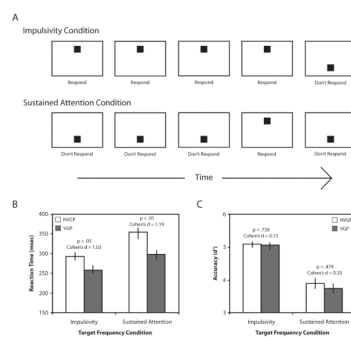 A
Impulsivity Condition
Respond
Respond
Respond
Respond
Don't Respond
Sustained Attention Condition
Don't Respond
Don't Respond
Don't Respond
Respond
Don't Respond
Time
B
400
350
300
250
200
150
Reaction Time (msec)
NVGP
VGP
p < .05
Cohen's d = 1.03
p < .01
Cohen's d = 1.19
Impulsivity
Sustained Attention
Target Frequency Condition
C
6
5
4
3
Accuracy (d')
NVGP
VGP
p = .726
Cohen's d = 0.15
p = .479
Cohen's d = 0.33
Impulsivity
Sustained Attention
Target Frequency Condition